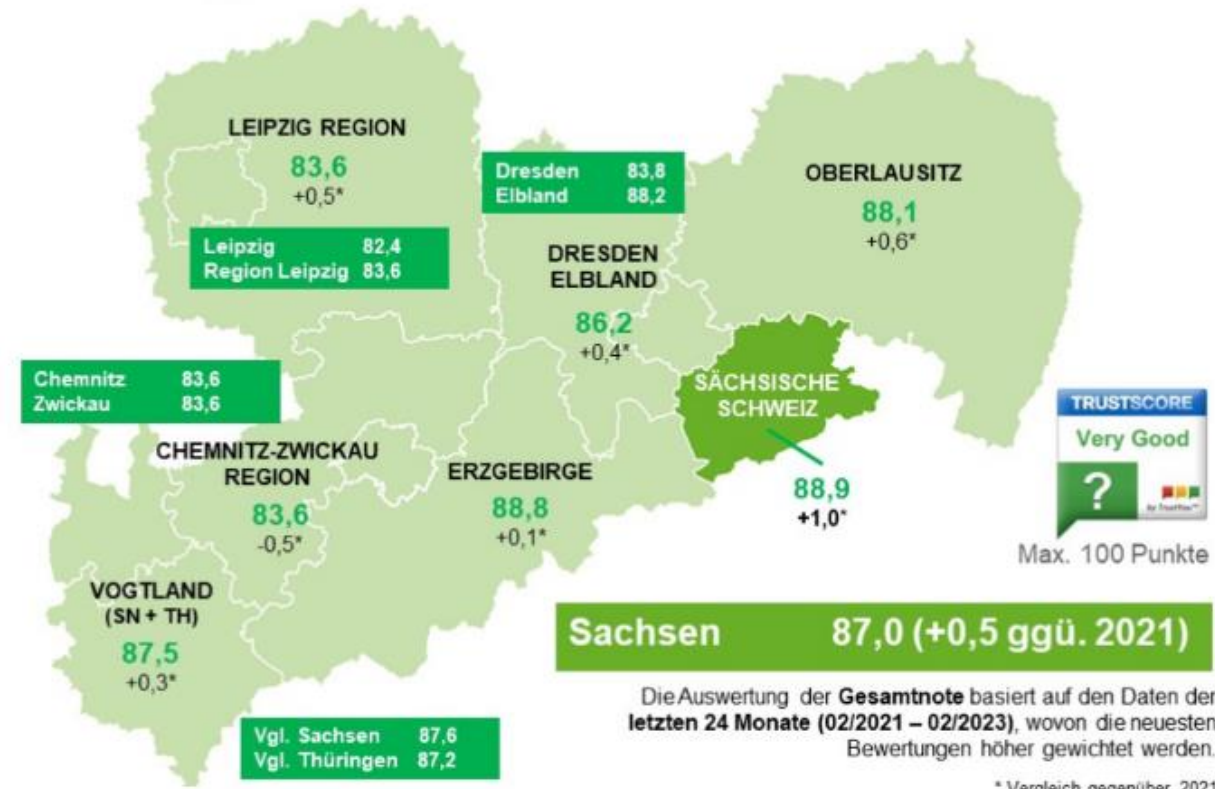 LEIPZIG REGION
83,6
+0,5*
Leipzig 82,4
Region Leipzig 83,6
Dresden 83,8
Elbland 88,2
DRESDEN
ELBLAND
86,2
+0,4*
OBERLAUSITZ
88,1
+0,6*
SÄCHSISCHE
SCHWEIZ
88,9
+1,0*
Chemnitz 83,6
Zwickau 83,6
CHEMNITZ-ZWICKAU
REGION
83,6
-0,5*
ERZGEBIRGE
88,8
+0,1*
VOGTLAND
(SN + TH)
87,5
+0,3*
Vgl. Sachsen 87,6
Vgl. Thüringen 87,2
TRUSTSCORE
Very Good
?
by TrustYou™
Max. 100 Punkte
Sachsen 87,0 (+0,5 ggü. 2021)
Die Auswertung der Gesamtnote basiert auf den Daten der
letzten 24 Monate (02/2021 – 02/2023), wovon die neuesten
Bewertungen höher gewichtet werden.
* Vergleich gegenüber 2021